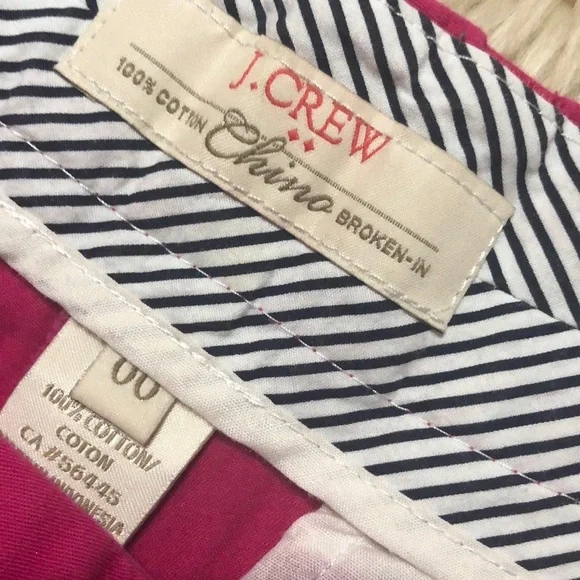 J.CREW
100% COTTON Chino BROKEN-IN
00
100% COTTON/
COTON
CA #56445
INDONESIA